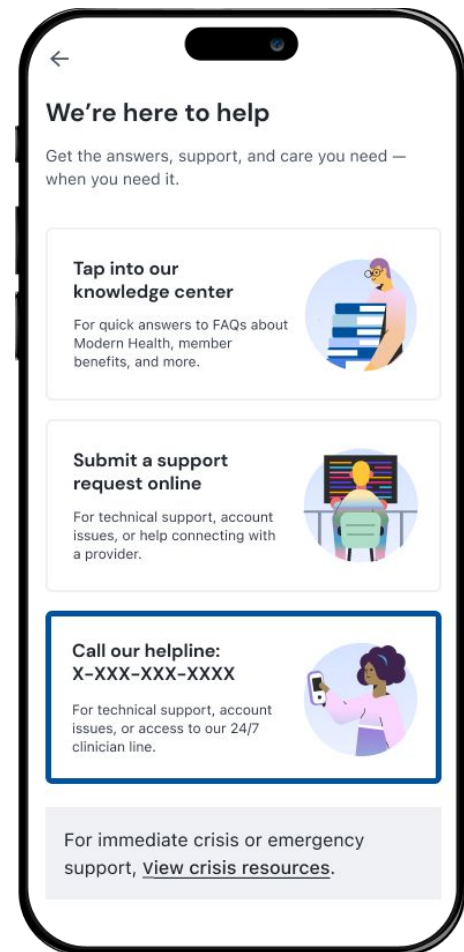 We’re here to help
Get the answers, support, and care you need —
when you need it.
Tap into our
knowledge center
For quick answers to FAQs about
Modern Health, member
benefits, and more.
Submit a support
request online
For technical support, account
issues, or help connecting with
a provider.
Call our helpline:
X-XXX-XXX-XXXX
For technical support, account
issues, or access to our 24/7
clinician line.
For immediate crisis or emergency
support, View crisis resources.